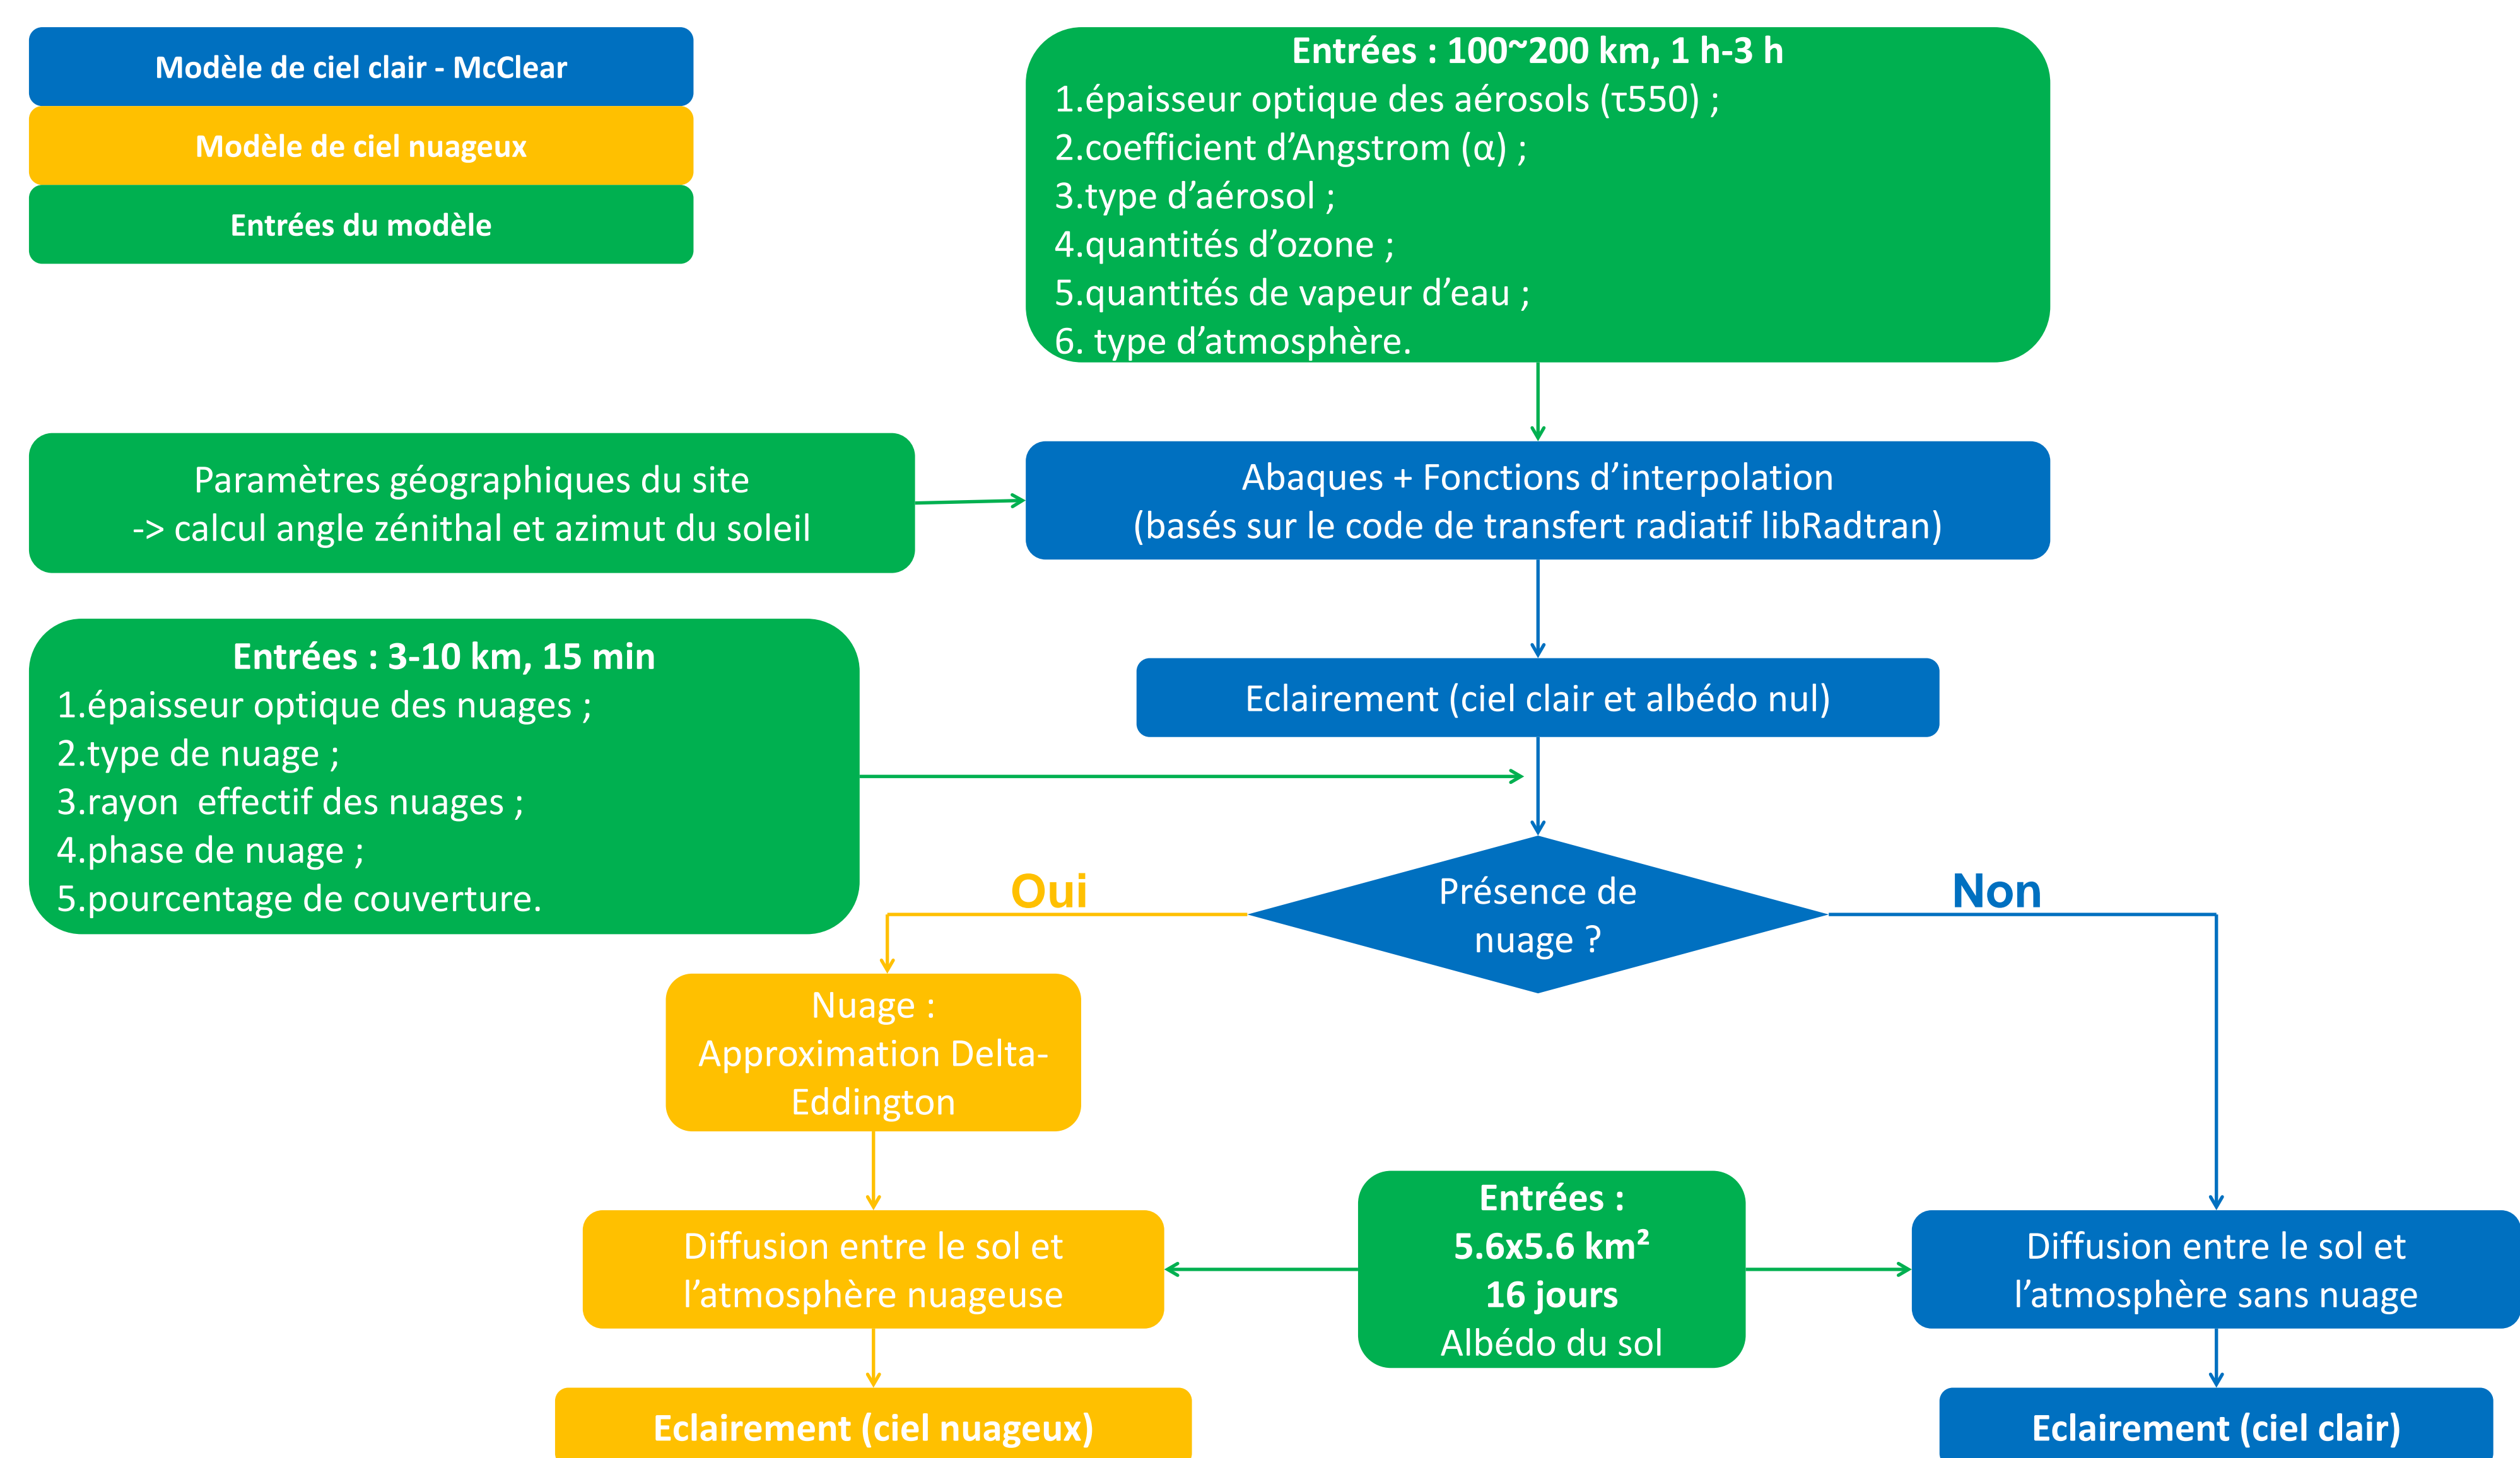 Modèle de ciel clair - McClear
Modèle de ciel nuageux
Entrées du modèle
Entrées : 100~200 km, 1 h-3 h
1.épaisseur optique des aérosols (τ550) ;
2.coefficient d’Angstrom (α) ;
3.type d’aérosol ;
4.quantités d’ozone ;
5.quantités de vapeur d’eau ;
6. type d’atmosphère.
Paramètres géographiques du site
-> calcul angle zénithal et azimut du soleil
Abaques + Fonctions d’interpolation
(basés sur le code de transfert radiatif libRadtran)
Entrées : 3-10 km, 15 min
1.épaisseur optique des nuages ;
2.type de nuage ;
3.rayon  effectif des nuages ;
4.phase de nuage ;
5.pourcentage de couverture.
Eclairement (ciel clair et albédo nul)
Oui
Présence de
nuage ?
Non
Nuage :
Approximation Delta-
Eddington
Diffusion entre le sol et
l’atmosphère nuageuse
Entrées :
5.6x5.6 km²
16 jours
Albédo du sol
Diffusion entre le sol et
l’atmosphère sans nuage
Eclairement (ciel nuageux)
Eclairement (ciel clair)